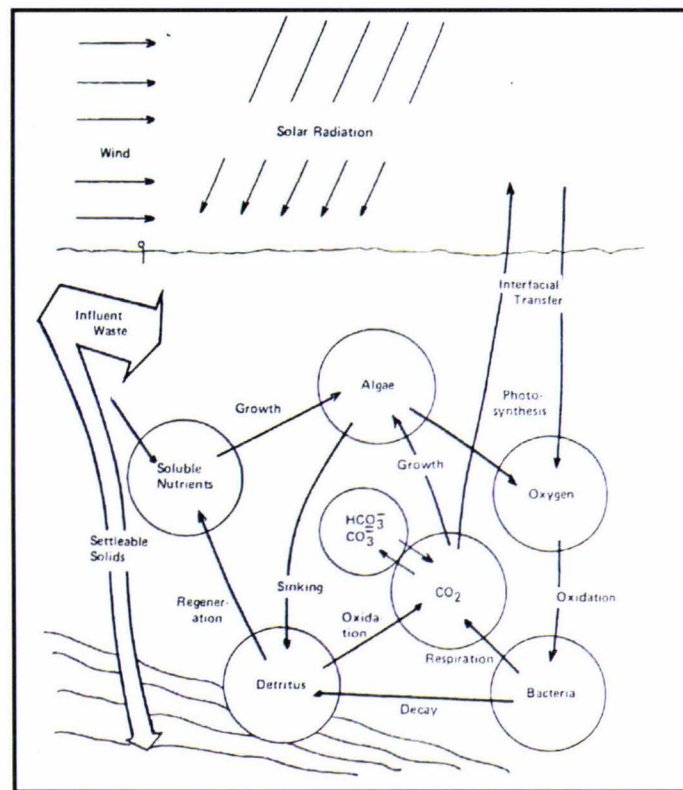 Solar Radiation
Wind
Interfacial
Transfer
Influent
Waste
Algae
Photo-
synthesis
Growth
Growth
Soluble
Nutrients
Oxygen
HCO₃⁻
CO₃⁼
Settleable
Solids
Sinking
CO₂
Oxidation
Regener-
ation
Oxida-
tion
Respiration
Detritus
Bacteria
Decay